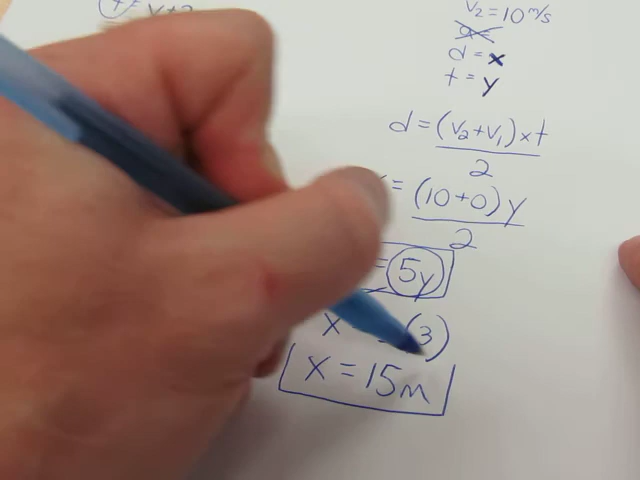 V₂ = 10 m/s
d = x
t = y
d = (V₂ + V₁) × t
2
= (10 + 0) y
2
= 5y
x = (3)
x = 15m